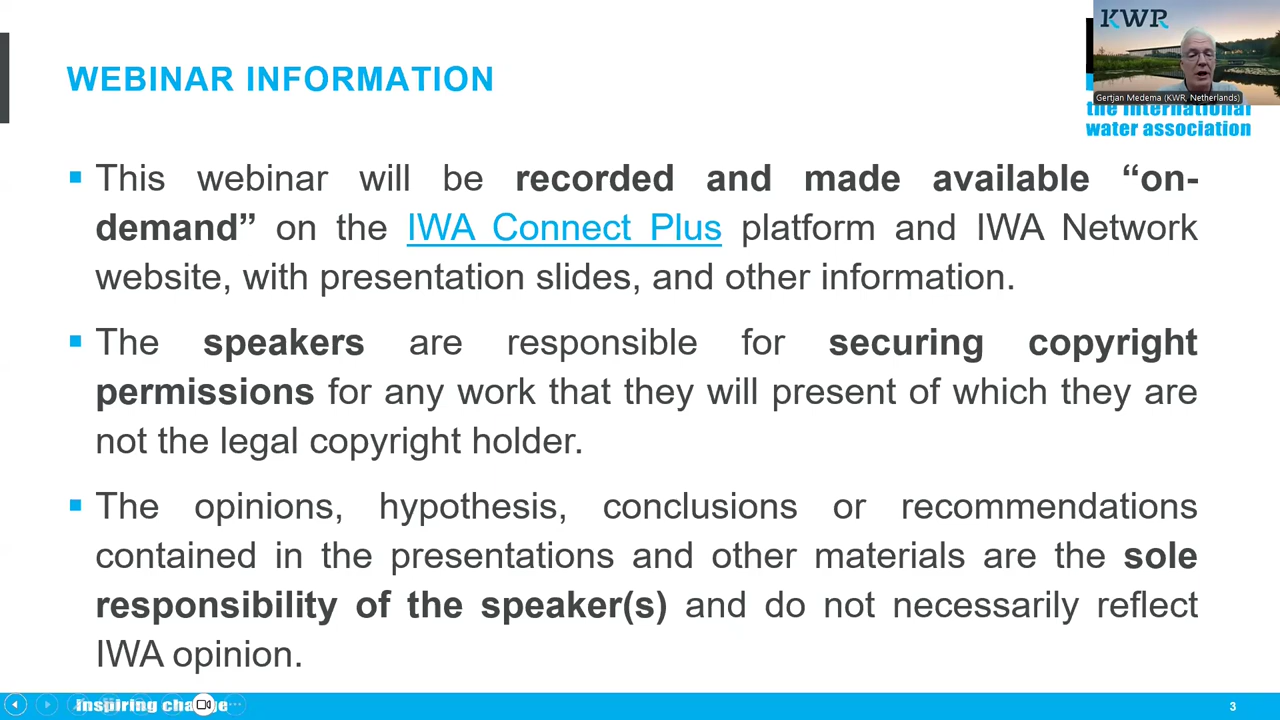 KWR
Gertjan Medema (KWR, Netherlands)
the international
water association
WEBINAR INFORMATION
This webinar will be recorded and made available “on-
demand” on the IWA Connect Plus platform and IWA Network
website, with presentation slides, and other information.
The speakers are responsible for securing copyright
permissions for any work that they will present of which they are
not the legal copyright holder.
The opinions, hypothesis, conclusions or recommendations
contained in the presentations and other materials are the sole
responsibility of the speaker(s) and do not necessarily reflect
IWA opinion.
Inspiring change
3